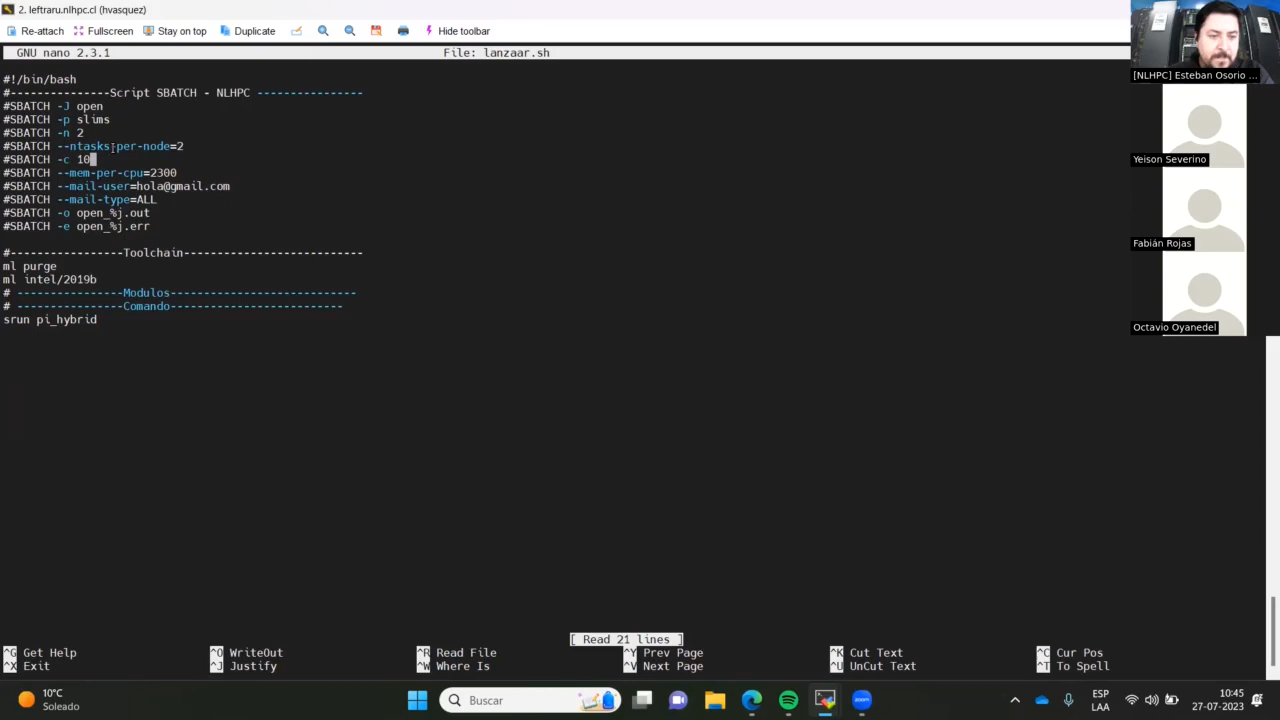 2. leftraru.nlhpc.cl (hvasquez)
Re-attach Fullscreen Stay on top Duplicate Hide toolbar
GNU nano 2.3.1 File: lanzaar.sh
#!/bin/bash
#---------------Script SBATCH - NLHPC ----------------
#SBATCH -J open
#SBATCH -p slims
#SBATCH -n 2
#SBATCH --ntasks-per-node=2
#SBATCH -c 10
#SBATCH --mem-per-cpu=2300
#SBATCH --mail-user=hola@gmail.com
#SBATCH --mail-type=ALL
#SBATCH -o open_%j.out
#SBATCH -e open_%j.err
#-----------------Toolchain---------------------------
ml purge
ml intel/2019b
# ----------------Modulos----------------------------
# ----------------Comando--------------------------
srun pi_hybrid
[ Read 21 lines ]
^G Get Help ^O WriteOut ^R Read File ^Y Prev Page ^K Cut Text ^C Cur Pos
^X Exit ^J Justify ^W Where Is ^V Next Page ^U UnCut Text ^T To Spell
[NLHPC] Esteban Osorio ...
Yeison Severino
Fabián Rojas
Octavio Oyanedel
10°C
Soleado
Buscar
zoom
ESP
LAA
10:45
27-07-2023